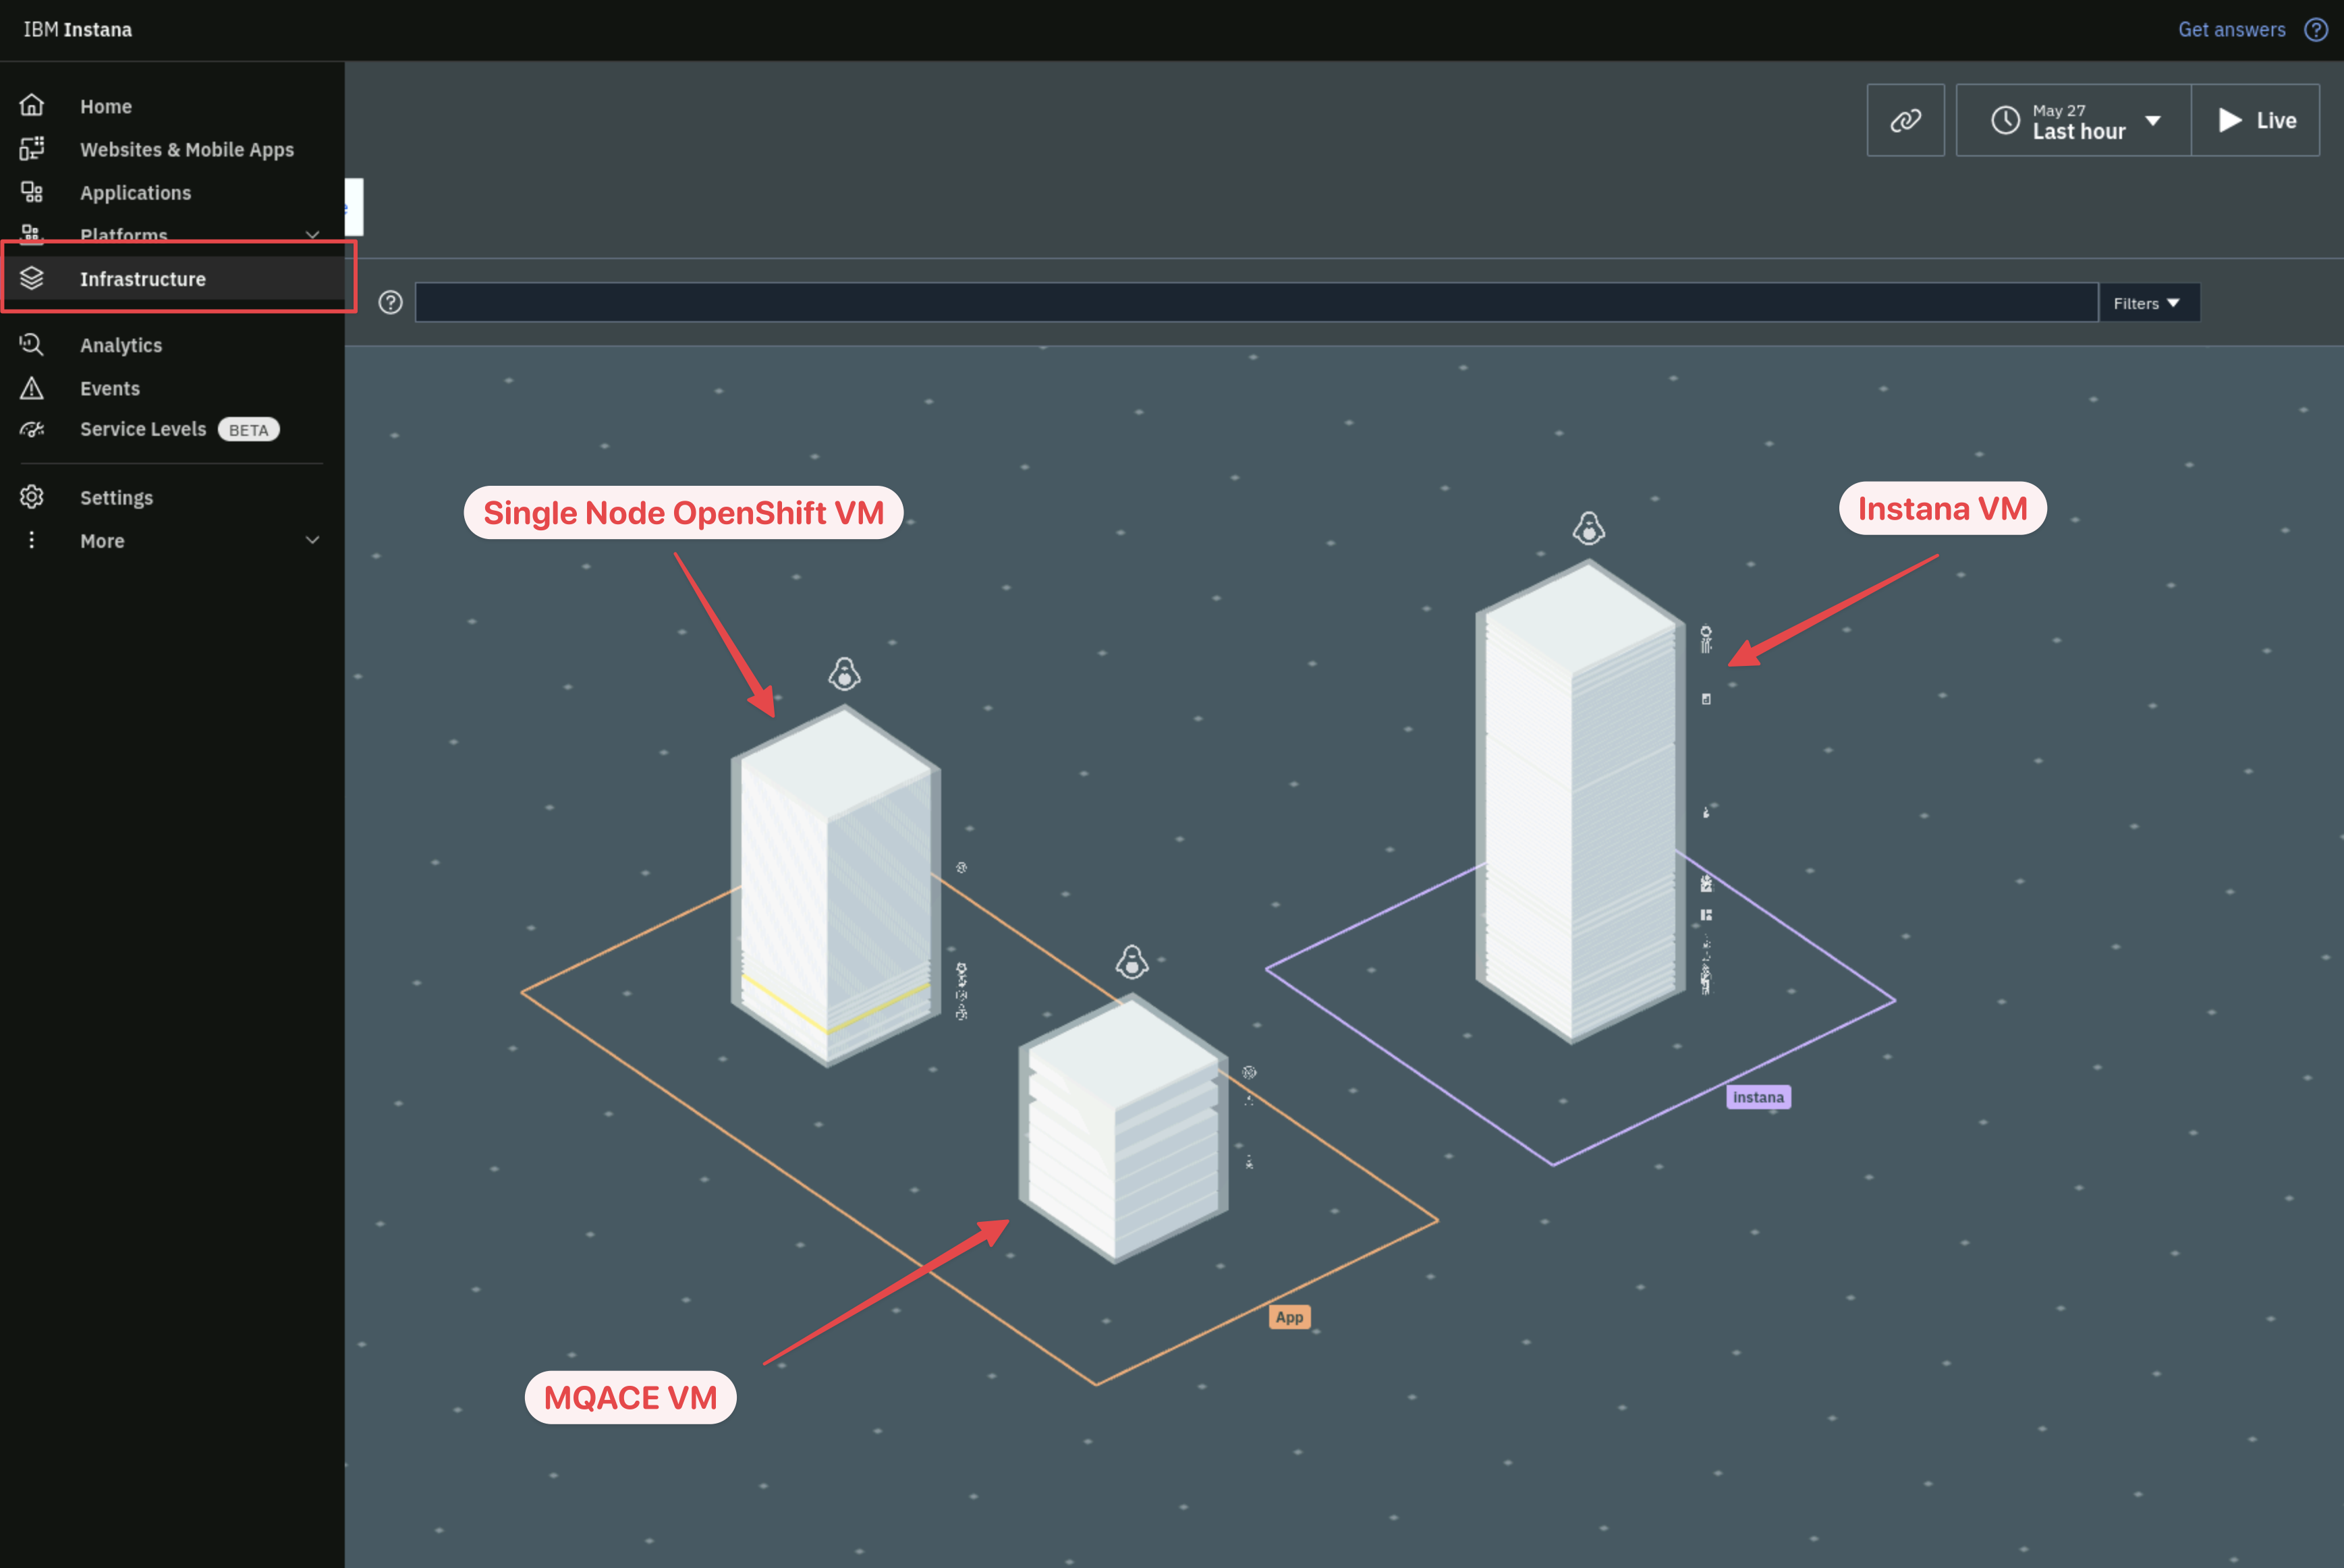 IBM Instana
Get answers
Home
Websites & Mobile Apps
Applications
Platforms
Infrastructure
Analytics
Events
Service Levels BETA
Settings
More
May 27
Last hour
Live
Filters
Single Node OpenShift VM
Instana VM
instana
App
MQACE VM